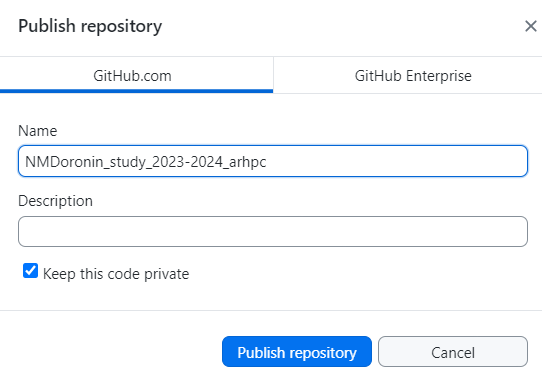 Publish repository
GitHub.com
GitHub Enterprise
Name
NMDoronin_study_2023-2024_arhpc
Description
Keep this code private
Publish repository
Cancel